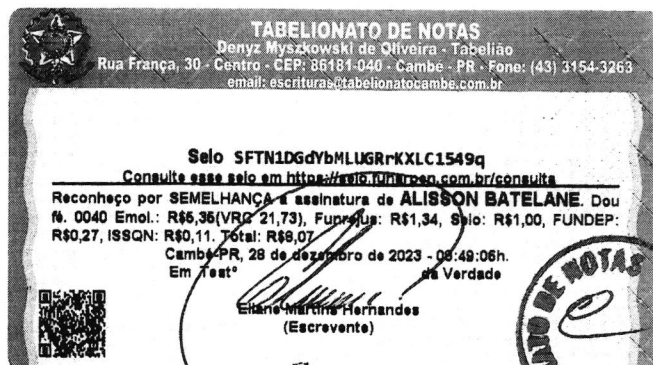 TABELIONATO DE NOTAS
Denyz Myszkowski de Oliveira - Tabelião
Rua França, 30 - Centro - CEP: 86181-040 - Cambé - PR - Fone: (43) 3154-3263
email: escrituras@tabelionatocambe.com.br
Selo SFTN1DGdYbMLUGRrKXLC1549q
Consulte esse selo em https://selo.funarpen.com.br/consulta
Reconheço por SEMELHANÇA a assinatura de ALISSON BATELANE. Dou
fé. 0040 Emol.: R$5,35(VRC 21,73), Funrejus: R$1,34, Selo: R$1,00, FUNDEP:
R$0,27, ISSQN: R$0,11. Total: R$8,07
Cambé-PR, 28 de dezembro de 2023 - 08:49:06h.
Em Testº da Verdade
Eliane Martins Hernandes
(Escrevente)
ATO DE NOTAS